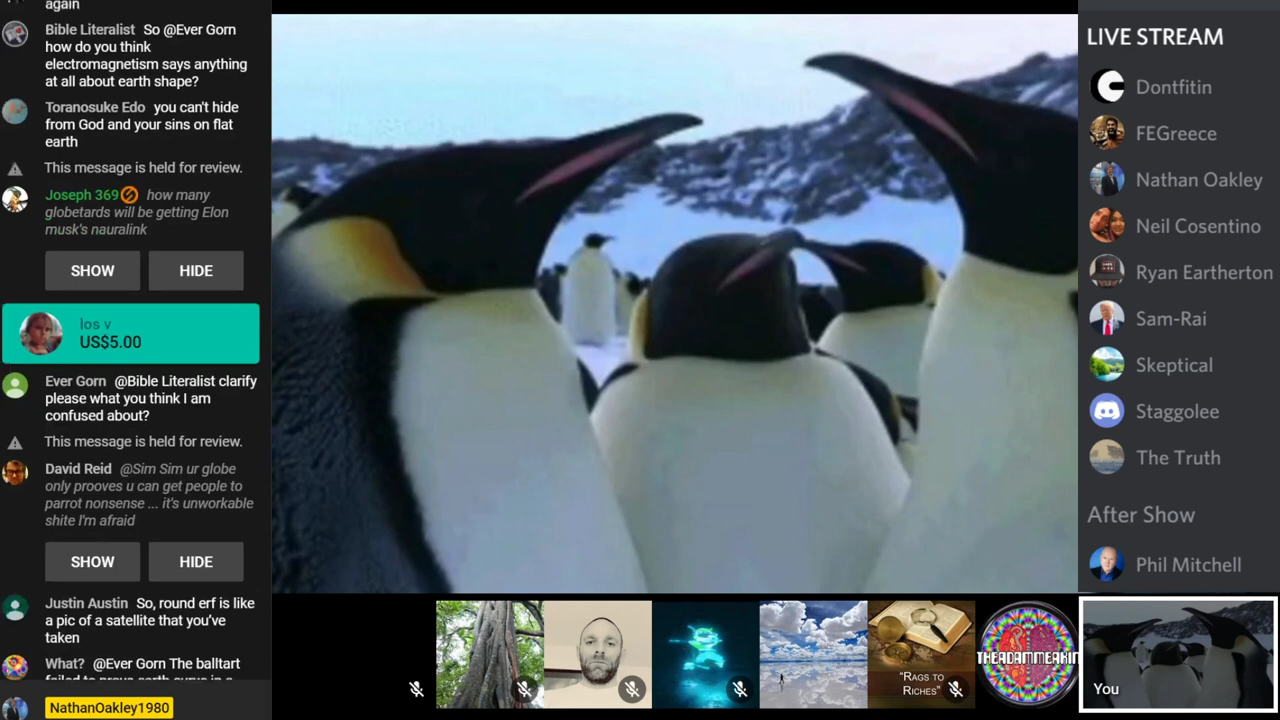 again
Bible Literalist So @Ever Gorn
how do you think
electromagnetism says anything
at all about earth shape?
Toranosuke Edo you can't hide
from God and your sins on flat
earth
This message is held for review.
Joseph 369 how many
globetards will be getting Elon
musk's nauralink
SHOW HIDE
los v
US$5.00
Ever Gorn @Bible Literalist clarify
please what you think I am
confused about?
This message is held for review.
David Reid @Sim Sim ur globe
only prooves u can get people to
parrot nonsense ... it's unworkable
shite I'm afraid
SHOW HIDE
Justin Austin So, round erf is like
a pic of a satellite that you've
taken
What? @Ever Gorn The balltart
failed to prove earth curve in a
NathanOakley1980
"RAGS TO
RICHES"
THEADAMMEAKIN
You
LIVE STREAM
Dontfitin
FEGreece
Nathan Oakley
Neil Cosentino
Ryan Eartherton
Sam-Rai
Skeptical
Staggolee
The Truth
After Show
Phil Mitchell